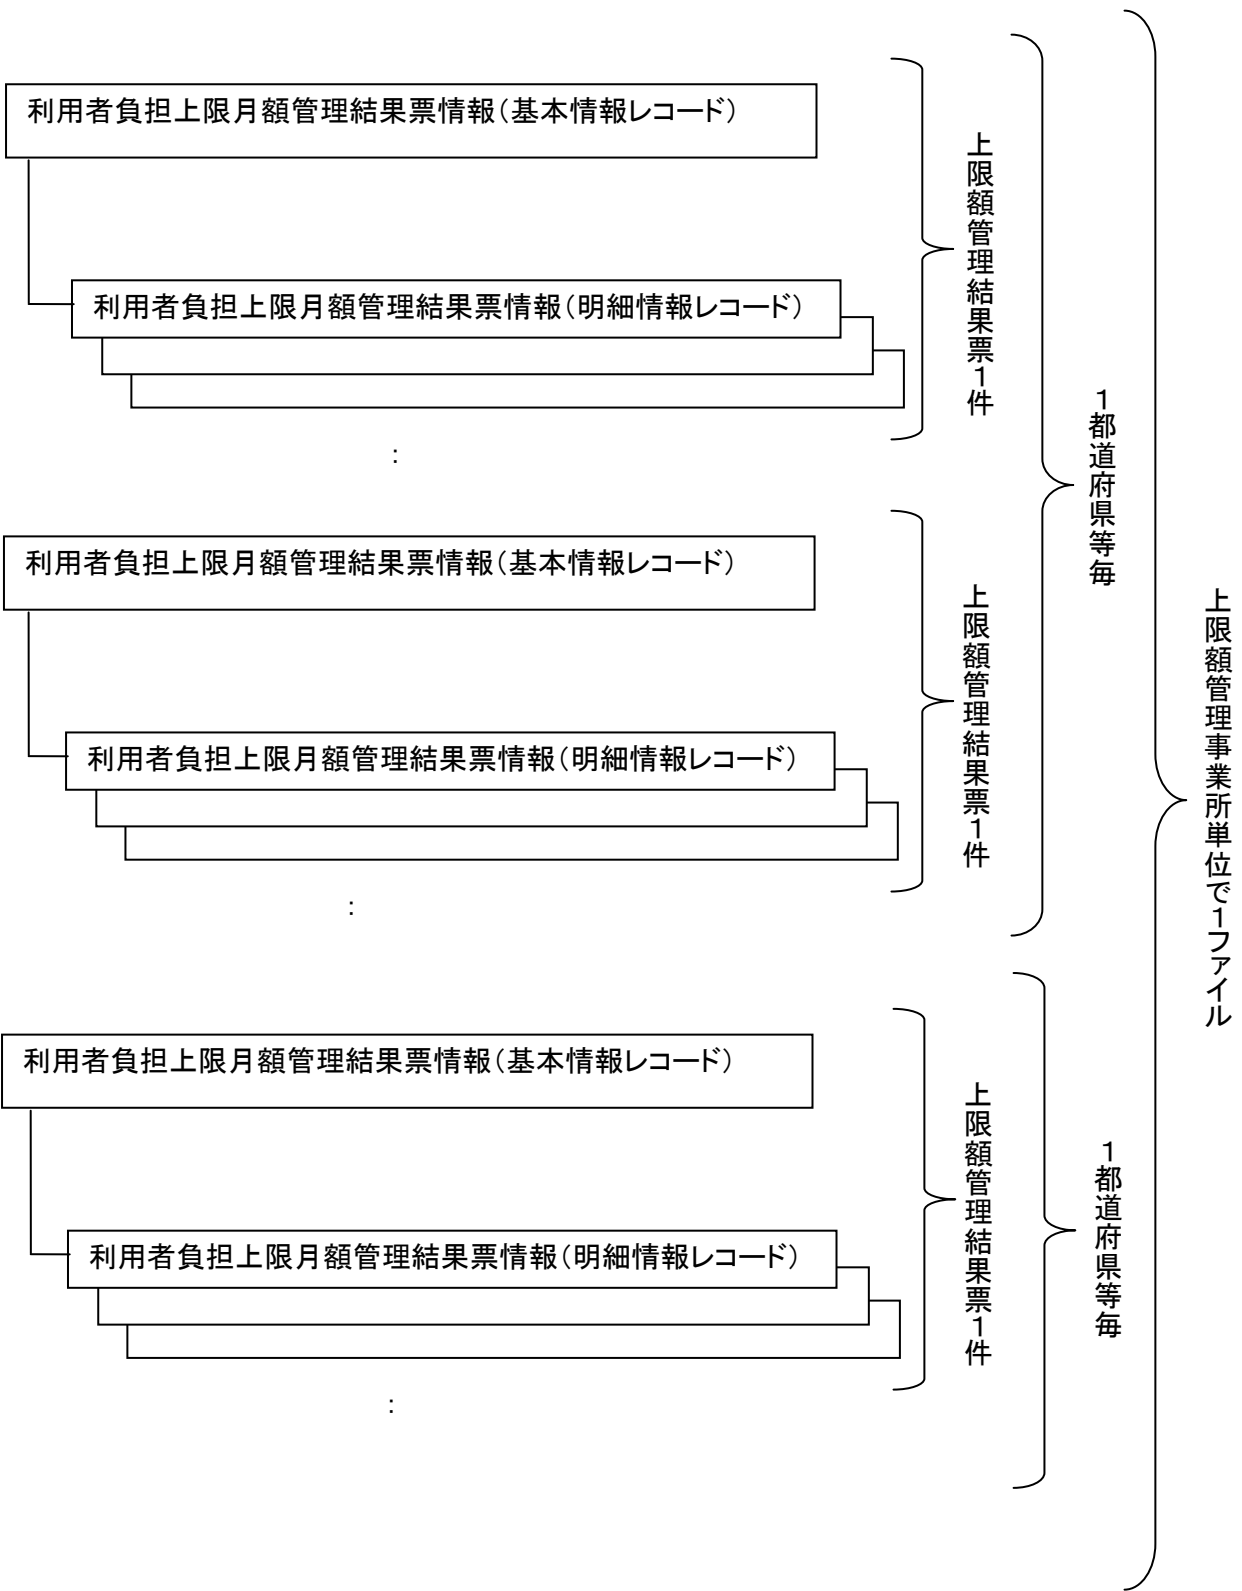 利用者負担上限月額管理結果票情報（基本情報レコード）
利用者負担上限月額管理結果票情報（明細情報レコード）
：
上限額管理結果票１件
利用者負担上限月額管理結果票情報（基本情報レコード）
利用者負担上限月額管理結果票情報（明細情報レコード）
：
上限額管理結果票１件
１都道府県等毎
利用者負担上限月額管理結果票情報（基本情報レコード）
利用者負担上限月額管理結果票情報（明細情報レコード）
：
上限額管理結果票１件
１都道府県等毎
上限額管理事業所単位で１ファイル